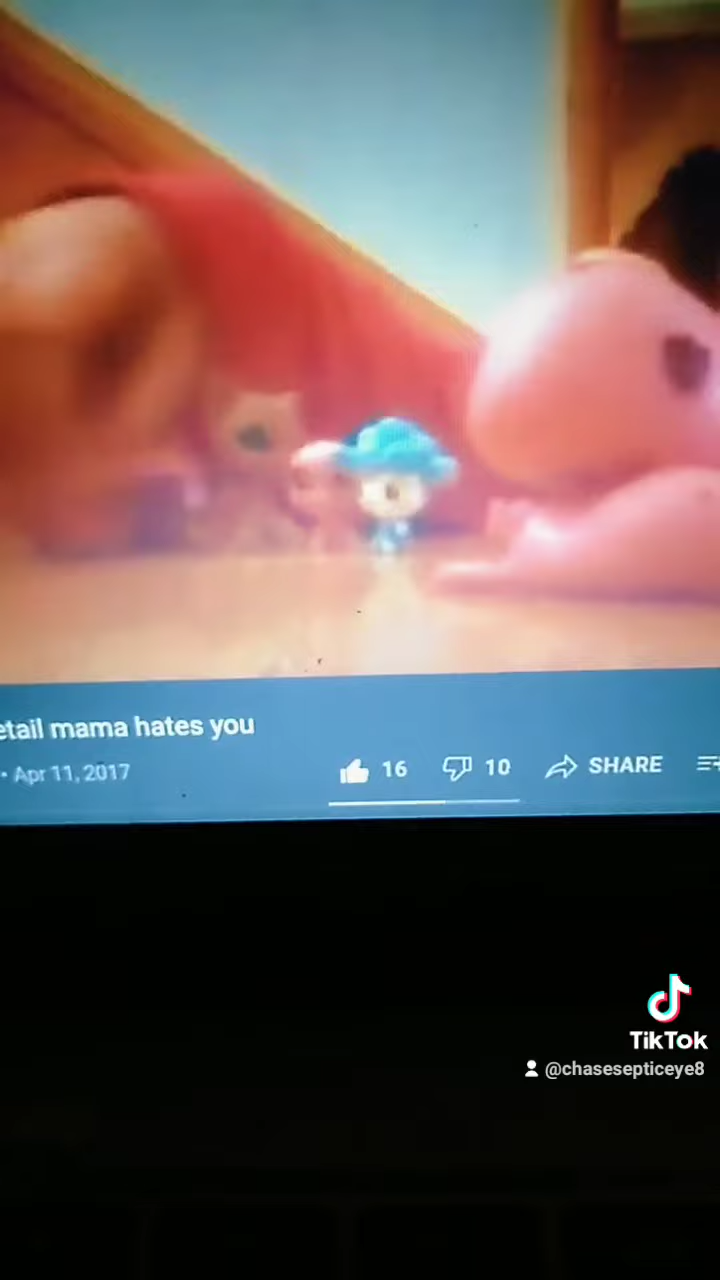 etail mama hates you
• Apr 11, 2017
16
10
SHARE
TikTok
@chasesepticeye8